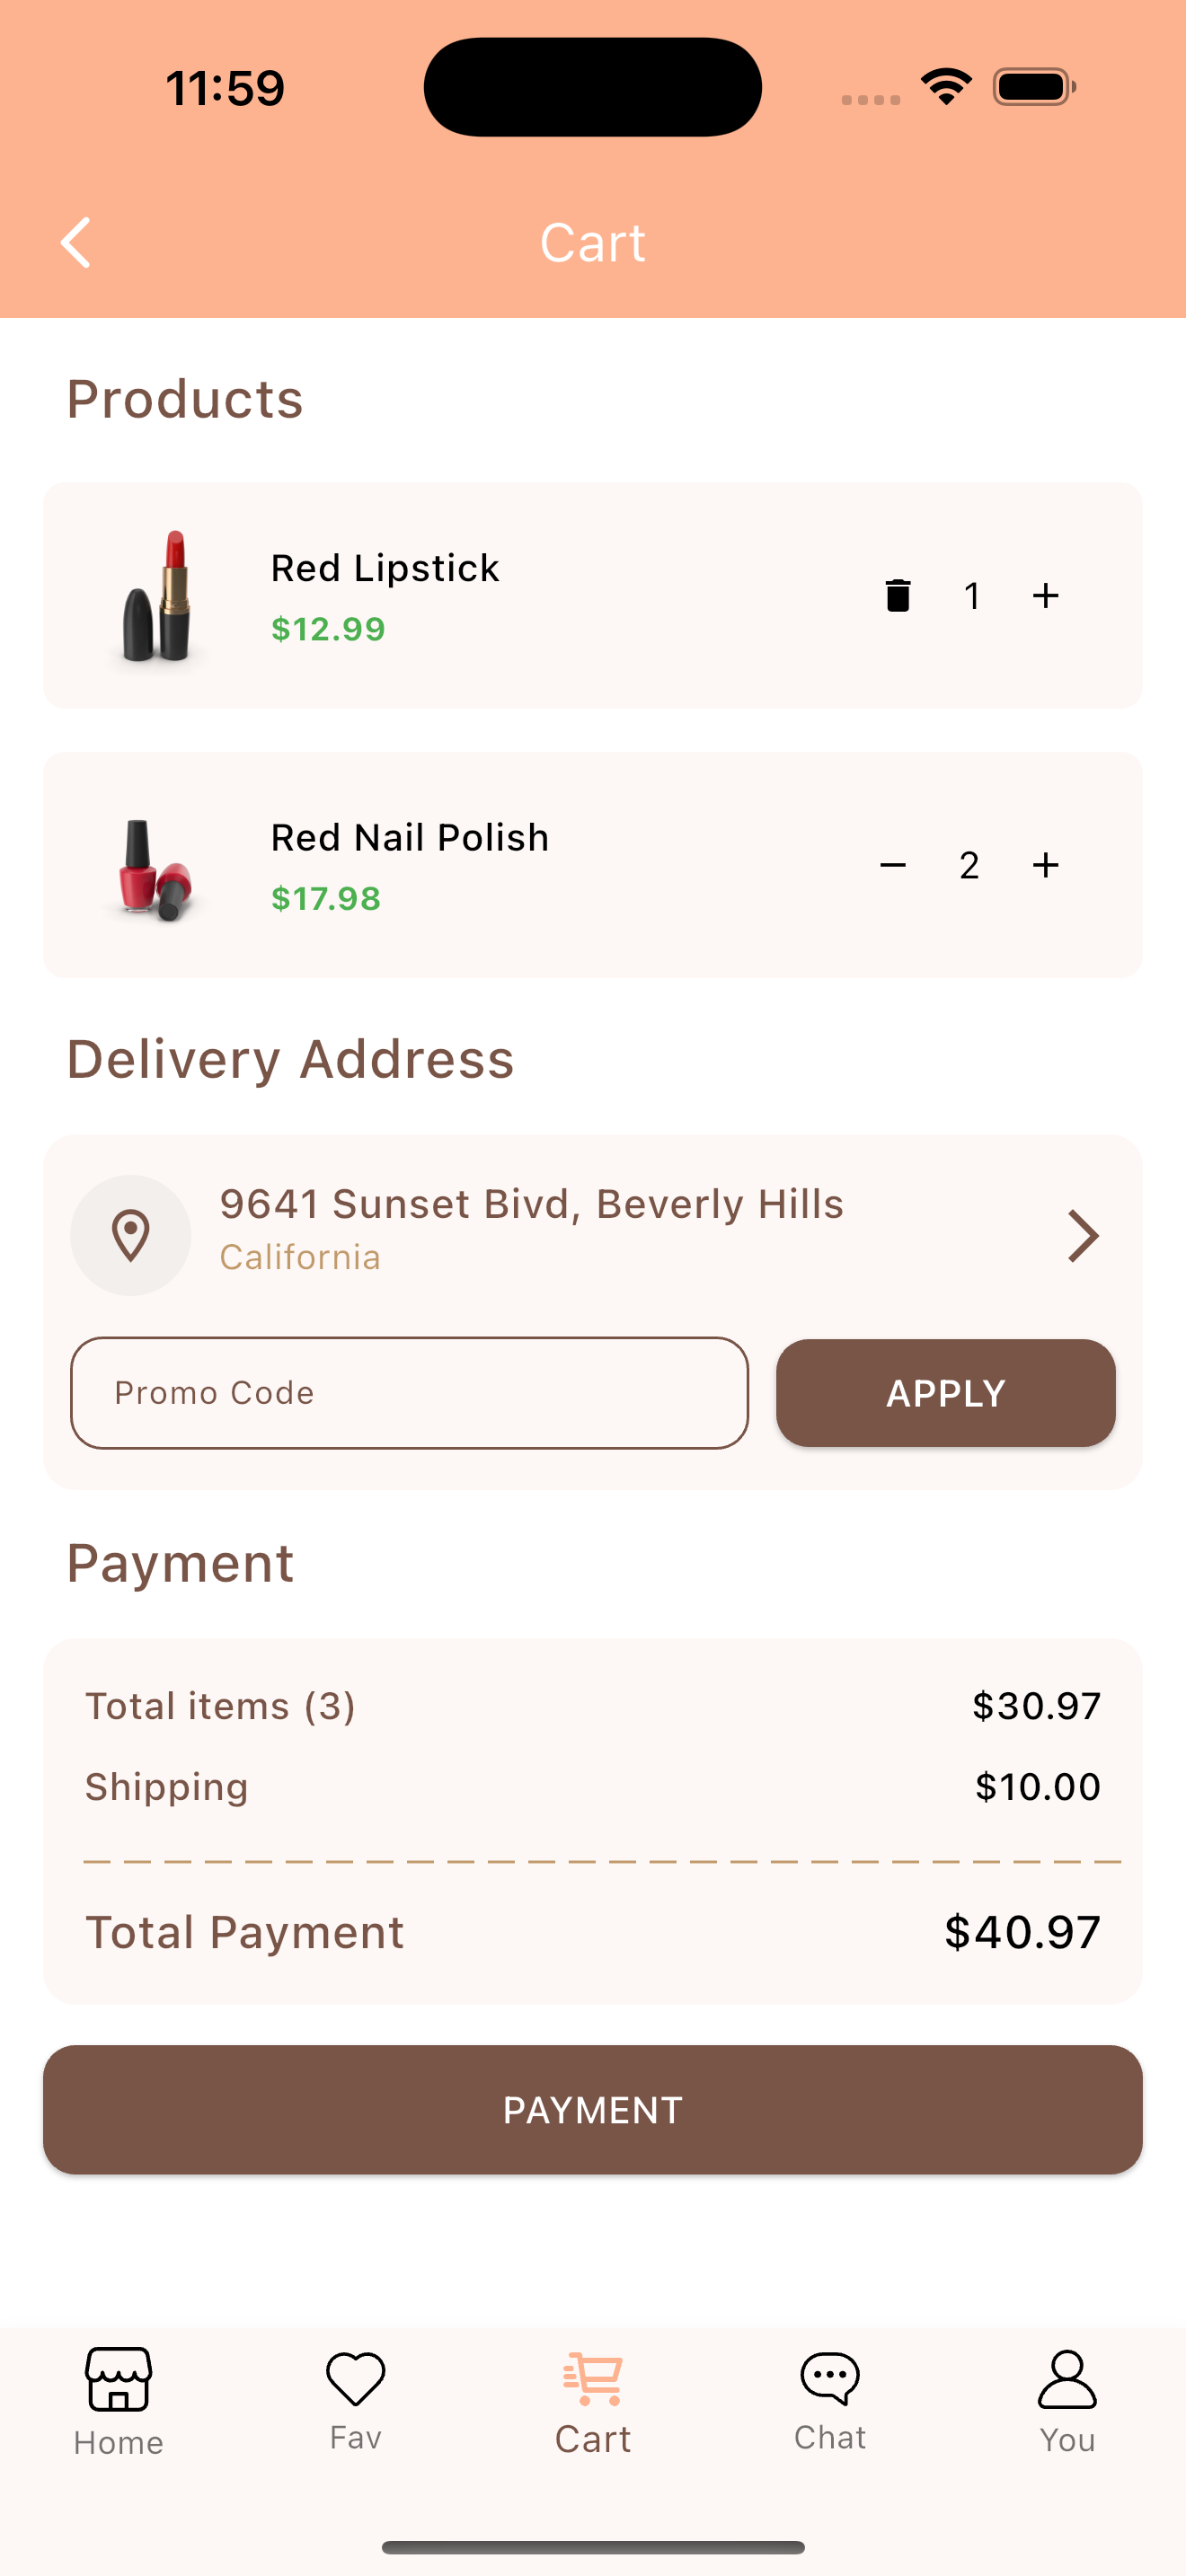 11:59
Cart
Products
Red Lipstick
$12.99
1
Red Nail Polish
$17.98
2
Delivery Address
9641 Sunset Bivd, Beverly Hills
California
Promo Code
APPLY
Payment
Total items (3)
$30.97
Shipping
$10.00
Total Payment
$40.97
PAYMENT
Home
Fav
Cart
Chat
You